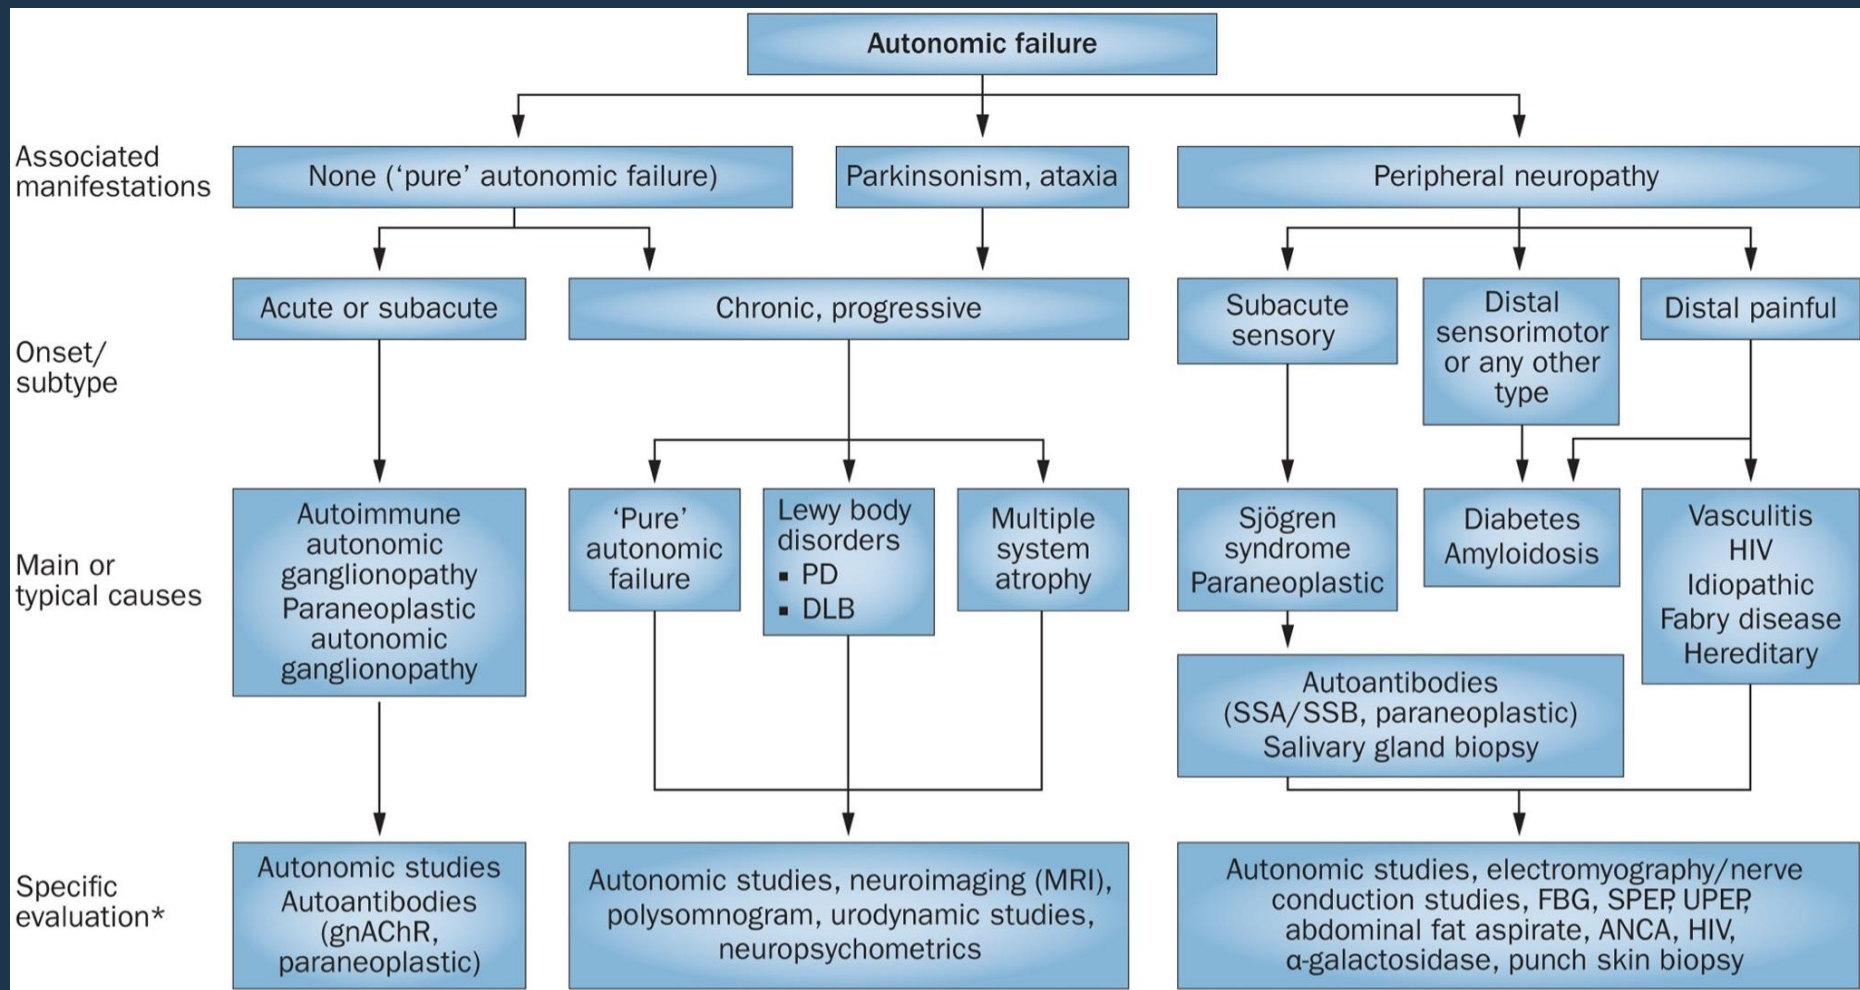 Autonomic failure
Associated
manifestations
None (‘pure’ autonomic failure)
Parkinsonism, ataxia
Peripheral neuropathy
Onset/
subtype
Acute or subacute
Chronic, progressive
Subacute
sensory
Distal
sensorimotor
or any other
type
Distal painful
Main or
typical causes
Autoimmune
autonomic
ganglionopathy
Paraneoplastic
autonomic
ganglionopathy
‘Pure’
autonomic
failure
Lewy body
disorders
▪ PD
▪ DLB
Multiple
system
atrophy
Sjögren
syndrome
Paraneoplastic
Diabetes
Amyloidosis
Vasculitis
HIV
Idiopathic
Fabry disease
Hereditary
Autoantibodies
(SSA/SSB, paraneoplastic)
Salivary gland biopsy
Specific
evaluation*
Autonomic studies
Autoantibodies
(gnAChR,
paraneoplastic)
Autonomic studies, neuroimaging (MRI),
polysomnogram, urodynamic studies,
neuropsychometrics
Autonomic studies, electromyography/nerve
conduction studies, FBG, SPEP, UPEP,
abdominal fat aspirate, ANCA, HIV,
α-galactosidase, punch skin biopsy